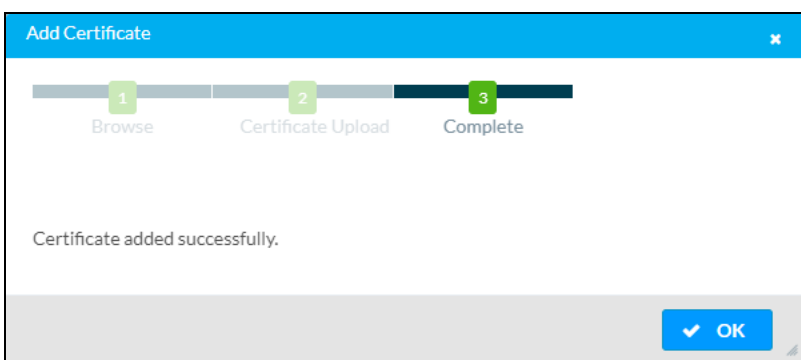 Add Certificate
1 2 3
Browse Certificate Upload Complete
Certificate added successfully.
OK